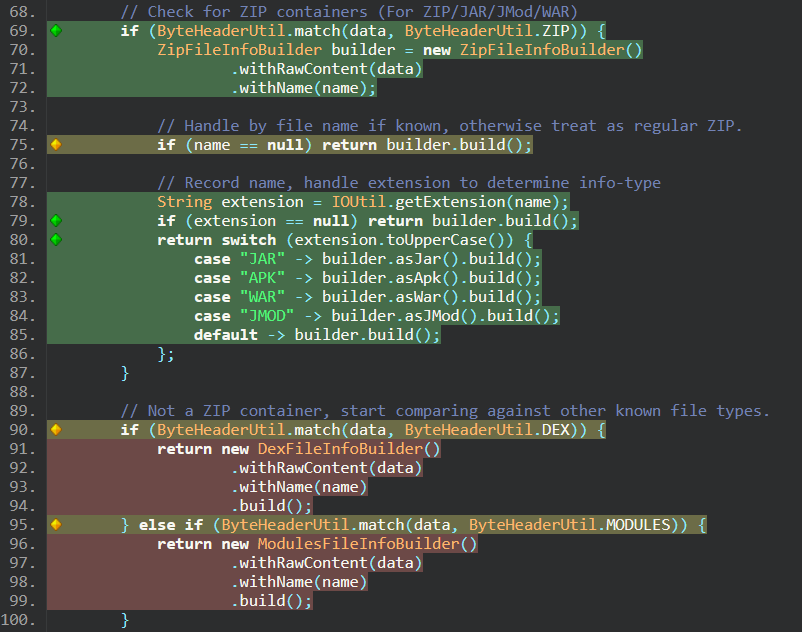 68. // Check for ZIP containers (For ZIP/JAR/JMod/WAR)
69. if (ByteHeaderUtil.match(data, ByteHeaderUtil.ZIP)) {
70. ZipFileInfoBuilder builder = new ZipFileInfoBuilder()
71. .withRawContent(data)
72. .withName(name);
73.
74. // Handle by file name if known, otherwise treat as regular ZIP.
75. if (name == null) return builder.build();
76.
77. // Record name, handle extension to determine info-type
78. String extension = IOUtil.getExtension(name);
79. if (extension == null) return builder.build();
80. return switch (extension.toUpperCase()) {
81. case "JAR" -> builder.asJar().build();
82. case "APK" -> builder.asApk().build();
83. case "WAR" -> builder.asWar().build();
84. case "JMOD" -> builder.asJMod().build();
85. default -> builder.build();
86. };
87. }
88.
89. // Not a ZIP container, start comparing against other known file types.
90. if (ByteHeaderUtil.match(data, ByteHeaderUtil.DEX)) {
91. return new DexFileInfoBuilder()
92. .withRawContent(data)
93. .withName(name)
94. .build();
95. } else if (ByteHeaderUtil.match(data, ByteHeaderUtil.MODULES)) {
96. return new ModulesFileInfoBuilder()
97. .withRawContent(data)
98. .withName(name)
99. .build();
100. }